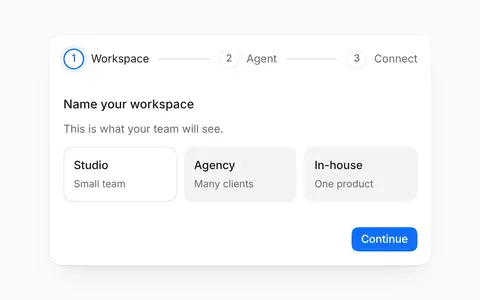 1 Workspace 2 Agent 3 Connect
Name your workspace
This is what your team will see.
Studio Agency In-house
Small team Many clients One product
Continue